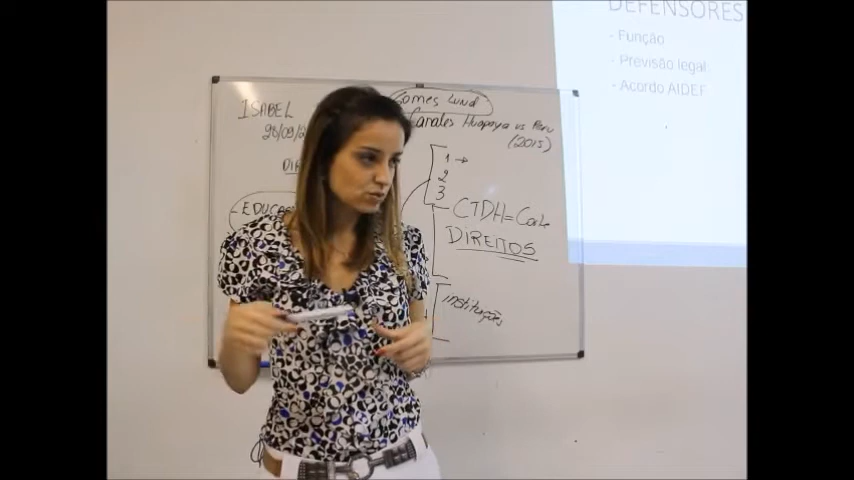 DEFENSORES
- Função
- Previsão legal:
- Acordo AIDEF
ISABEL
Gomes Lund
Canales Huapaya vs Peru
(2015)
1 →
2
3
CTDH = Corte
DIREITOS
instituições